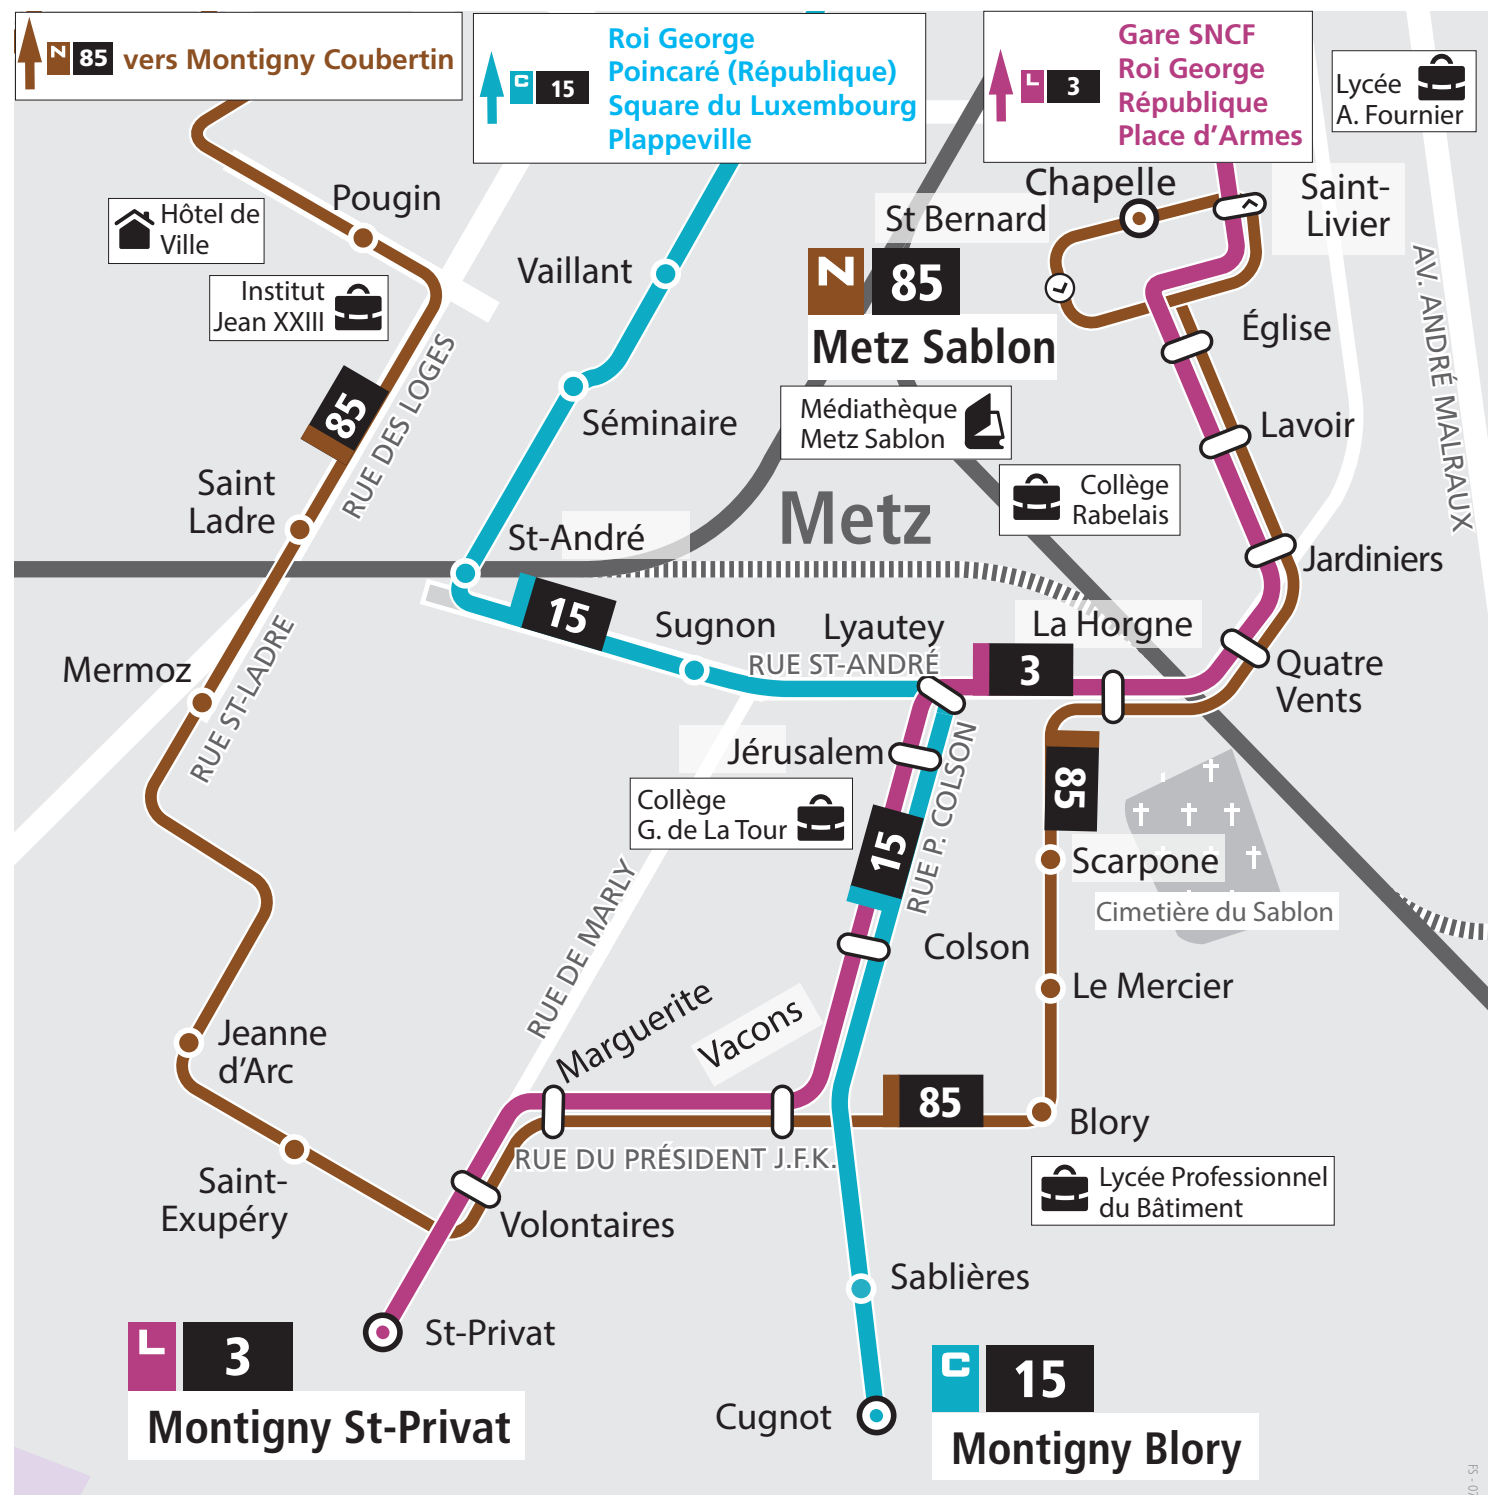 N 85 vers Montigny Coubertin
C 15
Roi George
Poincaré (République)
Square du Luxembourg
Plappeville
L 3
Gare SNCF
Roi George
République
Place d’Armes
Lycée
A. Fournier
Pougin
Hôtel de
Ville
Institut
Jean XXIII
Vaillant
St Bernard
Chapelle
Saint-
Livier
N 85
Metz Sablon
Église
AV. ANDRÉ MALRAUX
85
RUE DES LOGES
Séminaire
Médiathèque
Metz Sablon
Lavoir
Saint
Ladre
Collège
Rabelais
Metz
St-André
Jardiniers
15
Sugnon
Lyautey
La Horgne
RUE ST-ANDRÉ
3
Quatre
Vents
Mermoz
RUE ST-LADRE
Jérusalem
RUE P. COLSON
85
Collège
G. de La Tour
15
Scarpone
Cimetière du Sablon
RUE DE MARLY
Colson
Le Mercier
Jeanne
d’Arc
Marguerite
Vacons
85
Blory
RUE DU PRÉSIDENT J.F.K.
Lycée Professionnel
du Bâtiment
Saint-
Exupéry
Volontaires
Sablières
St-Privat
L 3
Montigny St-Privat
Cugnot
C 15
Montigny Blory
FS - 07